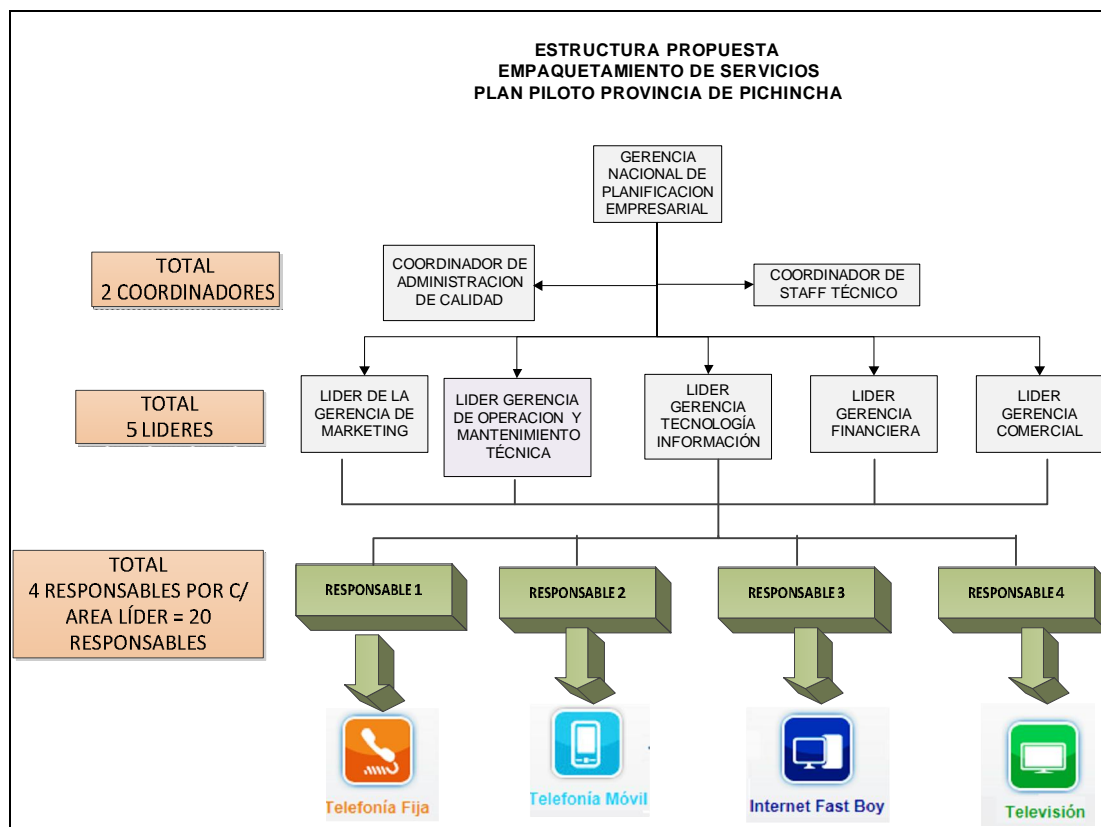 ESTRUCTURA PROPUESTA
EMPAQUETAMIENTO DE SERVICIOS
PLAN PILOTO PROVINCIA DE PICHINCHA
GERENCIA
NACIONAL DE
PLANIFICACION
EMPRESARIAL
TOTAL
2 COORDINADORES
COORDINADOR DE
ADMINISTRACION
DE CALIDAD
COORDINADOR DE
STAFF TÉCNICO
TOTAL
5 LIDERES
LIDER DE LA
GERENCIA DE
MARKETING
LIDER GERENCIA
DE OPERACION Y
MANTENIMIENTO
TÉCNICA
LIDER
GERENCIA
TECNOLOGÍA
INFORMACIÓN
LIDER
GERENCIA
FINANCIERA
LIDER
GERENCIA
COMERCIAL
TOTAL
4 RESPONSABLES POR C/
AREA LÍDER = 20
RESPONSABLES
RESPONSABLE 1
RESPONSABLE 2
RESPONSABLE 3
RESPONSABLE 4
Telefonía Fija
Telefonía Móvil
Internet Fast Boy
Televisión